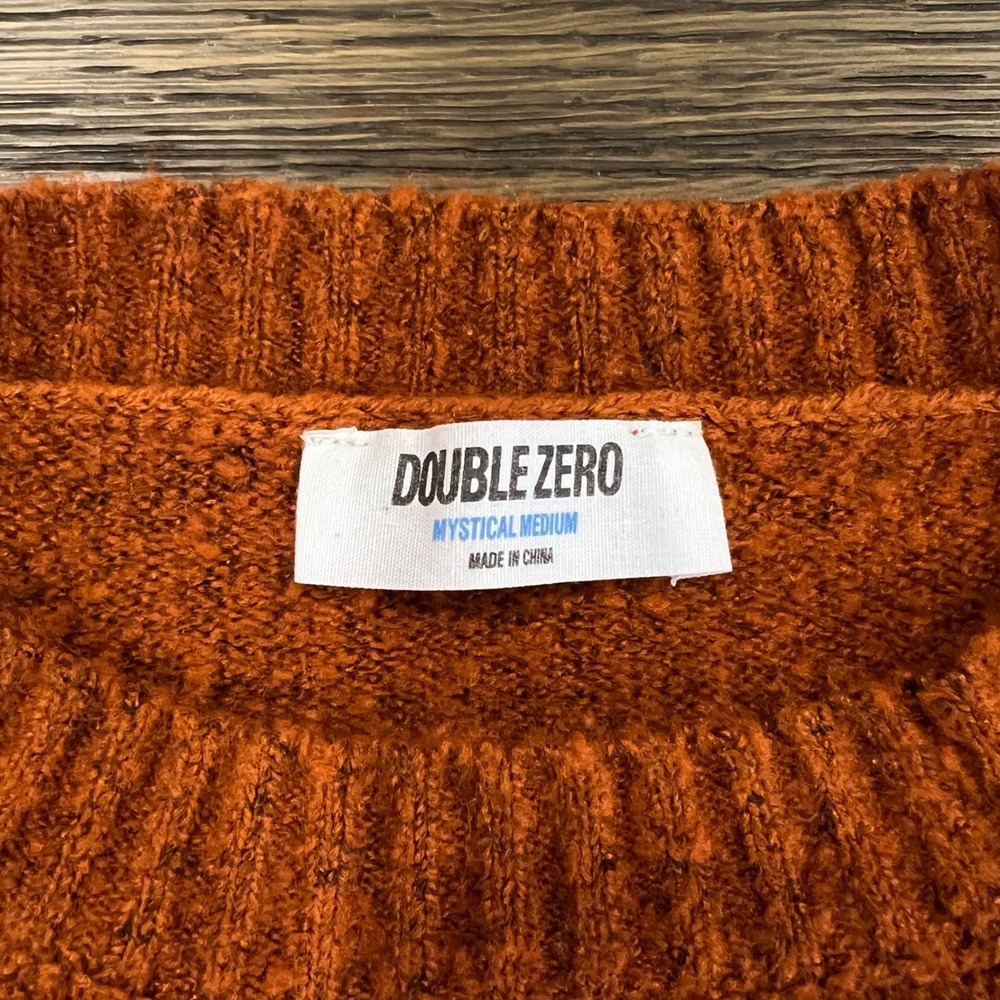 DOUBLE ZERO
MYSTICAL MEDIUM
MADE IN CHINA